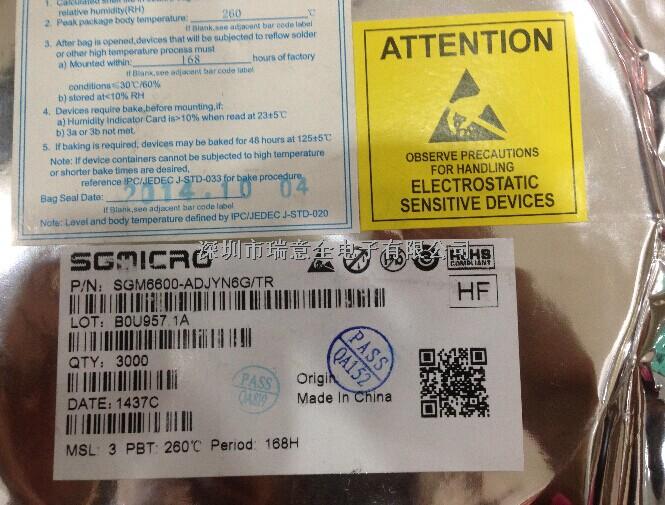 relative humidity(RH)
2. Peak package body temperature: 260 ℃
If Blank, see adjacent bar code label
3. After bag is opened,devices that will be subjected to reflow solder
or other high temperature process must
a) Mounted within: 168 hours of factory
If Blank,see adjacent bar code label
conditions≤30℃/60%
b) stored at<10% RH
4. Devices require bake,before mounting,if:
a) Humidity Indicator Card is>10% when read at 23±5℃
b) 3a or 3b not met.
5. If baking is required, devices may be baked for 48 hours at 125±5℃
Note: If device containers cannot be subjected to high temperature
or shorter bake times are desired,
reference IPC/JEDEC J-STD-033 for bake procedure
Bag Seal Date: 2014.10 04
If Blank,see adjacent bar code label
Note: Level and body temperature defined by IPC/JEDEC J-STD-020
ATTENTION
OBSERVE PRECAUTIONS
FOR HANDLING
ELECTROSTATIC
SENSITIVE DEVICES
深圳市瑞意全电子有限公司
SGMICRO
RoHS
COMPLIANT
P/N: SGM6600-ADJYN6G/TR
HF
LOT: B0U957.1A
QTY: 3000
PASS
QA152
PASS
QA810
Origin
Made In China
DATE: 1437C
MSL: 3 PBT: 260℃ Period: 168H